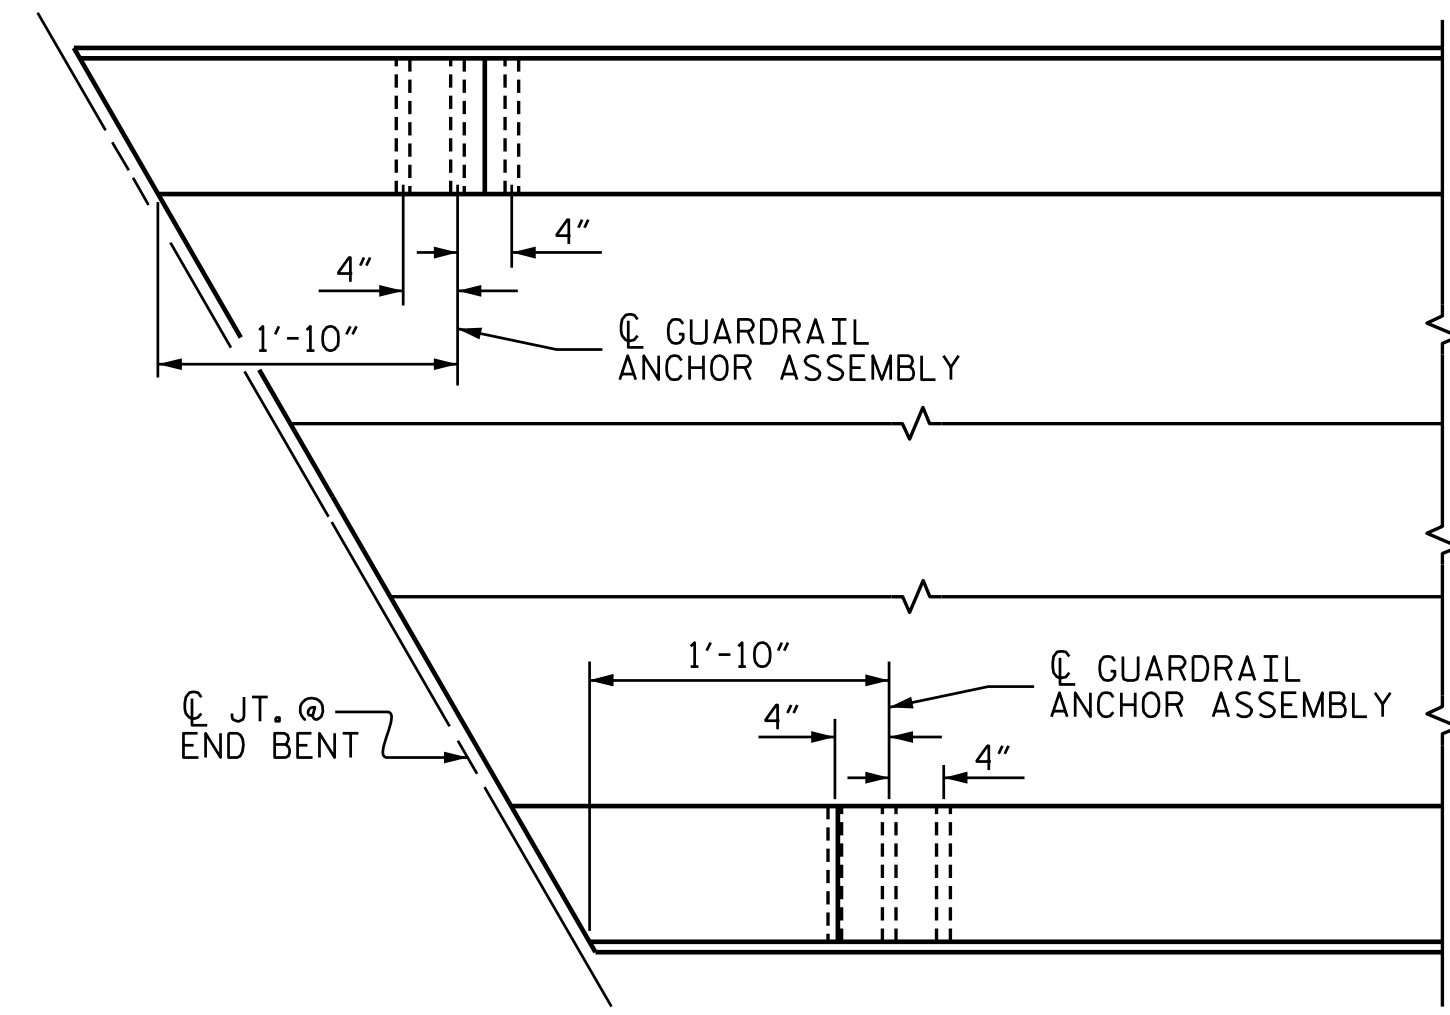 4"
4"
1'-10"
℄ GUARDRAIL
ANCHOR ASSEMBLY
1'-10"
℄ GUARDRAIL
ANCHOR ASSEMBLY
4"
4"
℄ JT. @
END BENT